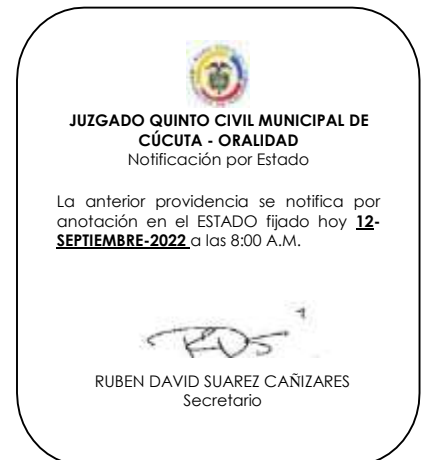 JUZGADO QUINTO CIVIL MUNICIPAL DE
CÚCUTA - ORALIDAD
Notificación por Estado
La anterior providencia se notifica por
anotación en el ESTADO fijado hoy 12-
SEPTIEMBRE-2022 a las 8:00 A.M.
RUBEN DAVID SUAREZ CAÑIZARES
Secretario